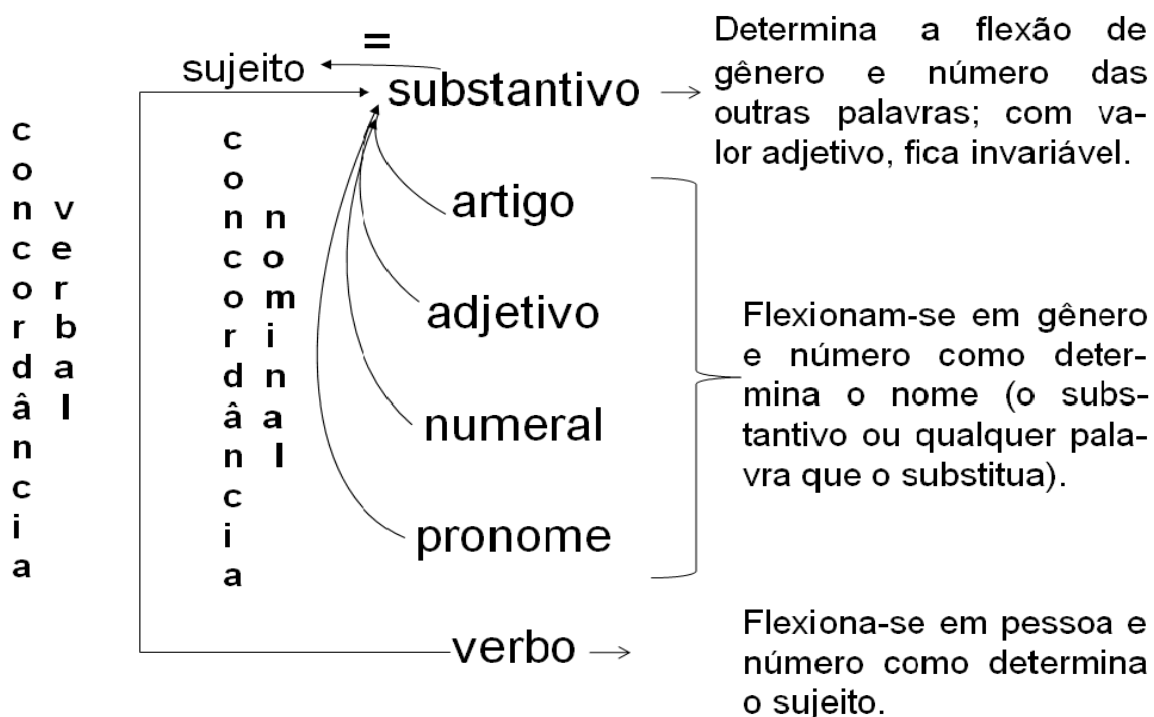 =
sujeito
substantivo
Determina a flexão de
gênero e número das
outras palavras; com va-
lor adjetivo, fica invariável.
concordância
verbal
concordância
nominal
artigo
adjetivo
numeral
pronome
Flexionam-se em gênero
e número como deter-
mina o nome (o subs-
tantivo ou qualquer pala-
vra que o substitua).
verbo
Flexiona-se em pessoa e
número como determina
o sujeito.